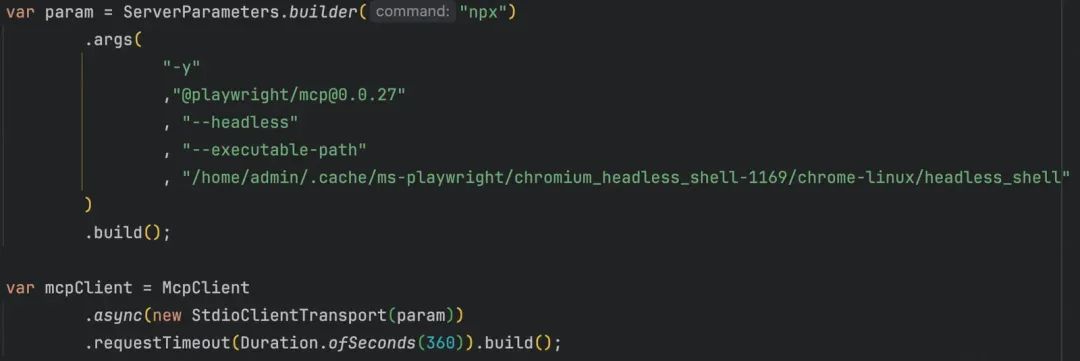 var param = ServerParameters.builder( command: "npx")
        .args(
                "-y"
                ,"@playwright/mcp@0.0.27"
                , "--headless"
                , "--executable-path"
                , "/home/admin/.cache/ms-playwright/chromium_headless_shell-1169/chrome-linux/headless_shell"
        )
        .build();

var mcpClient = McpClient
        .async(new StdioClientTransport(param))
        .requestTimeout(Duration.ofSeconds(360)).build();